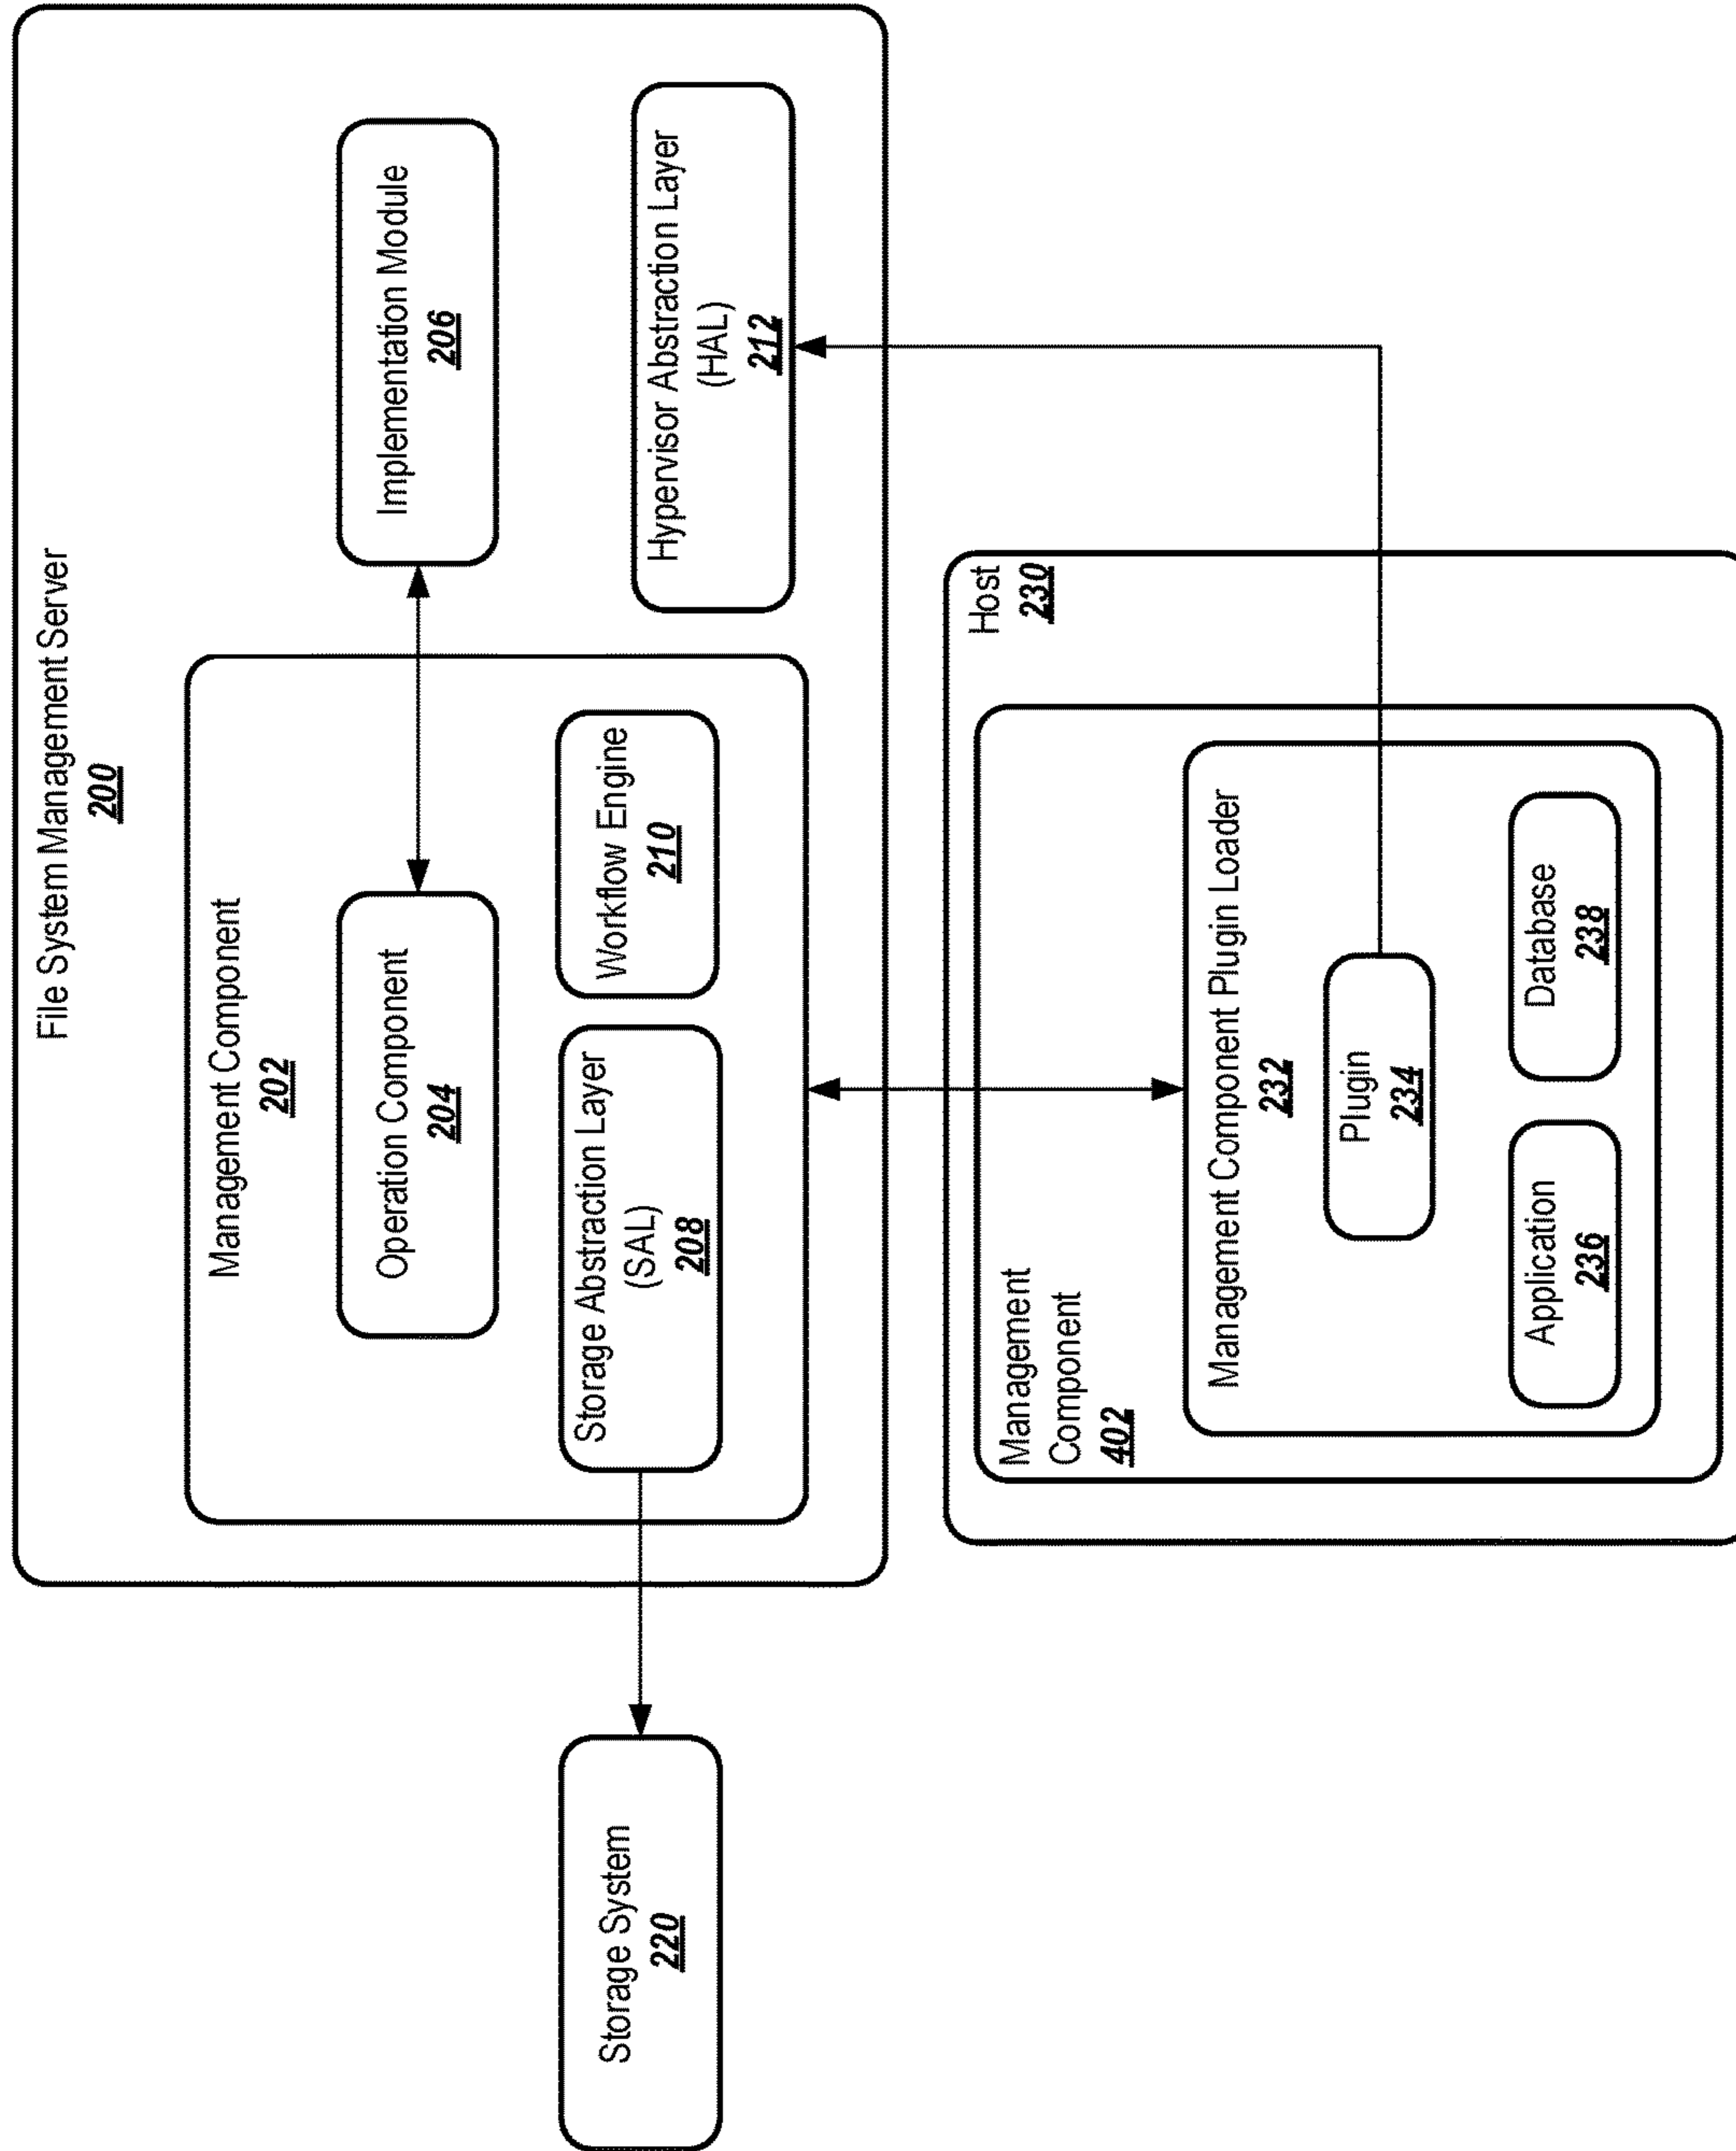 File System Management Server
200
Management Component
202
Operation Component
204
Implementation Module
206
Storage Abstraction Layer
(SAL)
208
Workflow Engine
210
Hypervisor Abstraction Layer
(HAL)
212
Storage System
220
Host
230
Management
Component
402
Management Component Plugin Loader
232
Plugin
234
Application
236
Database
238